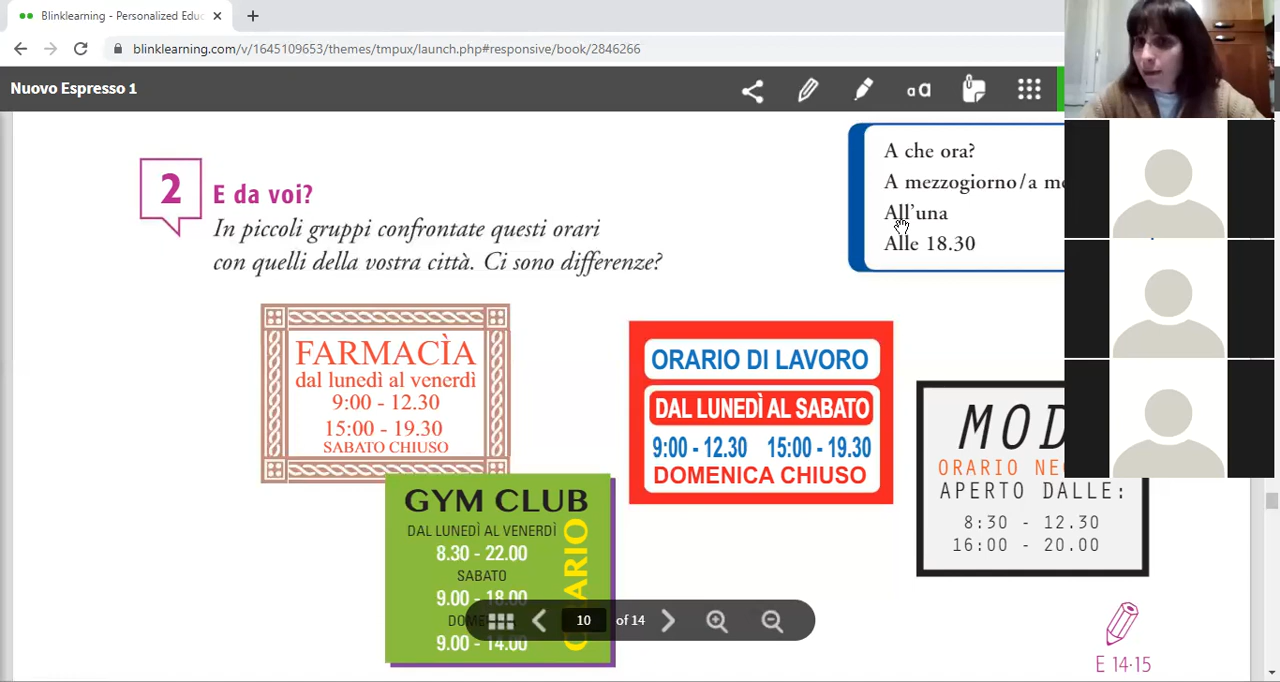 Blinklearning - Personalized Educ
blinklearning.com/v/1645109653/themes/tmpux/launch.php#responsive/book/2846266
Nuovo Espresso 1
aa
A che ora?
A mezzogiorno/a
All'una
Alle 18.30
2
E da voi?
In piccoli gruppi confrontate questi orari
con quelli della vostra città. Ci sono differenze?
FARMACÌA
dal lunedì al venerdì
9:00 - 12.30
15:00 - 19.30
SABATO CHIUSO
ORARIO DI LAVORO
DAL LUNEDÌ AL SABATO
9:00 - 12.30 15:00 - 19.30
DOMENICA CHIUSO
MOD
ORARIO NE
APERTO DALLE:
8:30 - 12.30
16:00 - 20.00
GYM CLUB
DAL LUNEDÌ AL VENERDÌ
8.30 - 22.00
SABATO
9.00 - 18.00
9.00 - 14.00
ORARIO
10 of 14
E 14·15